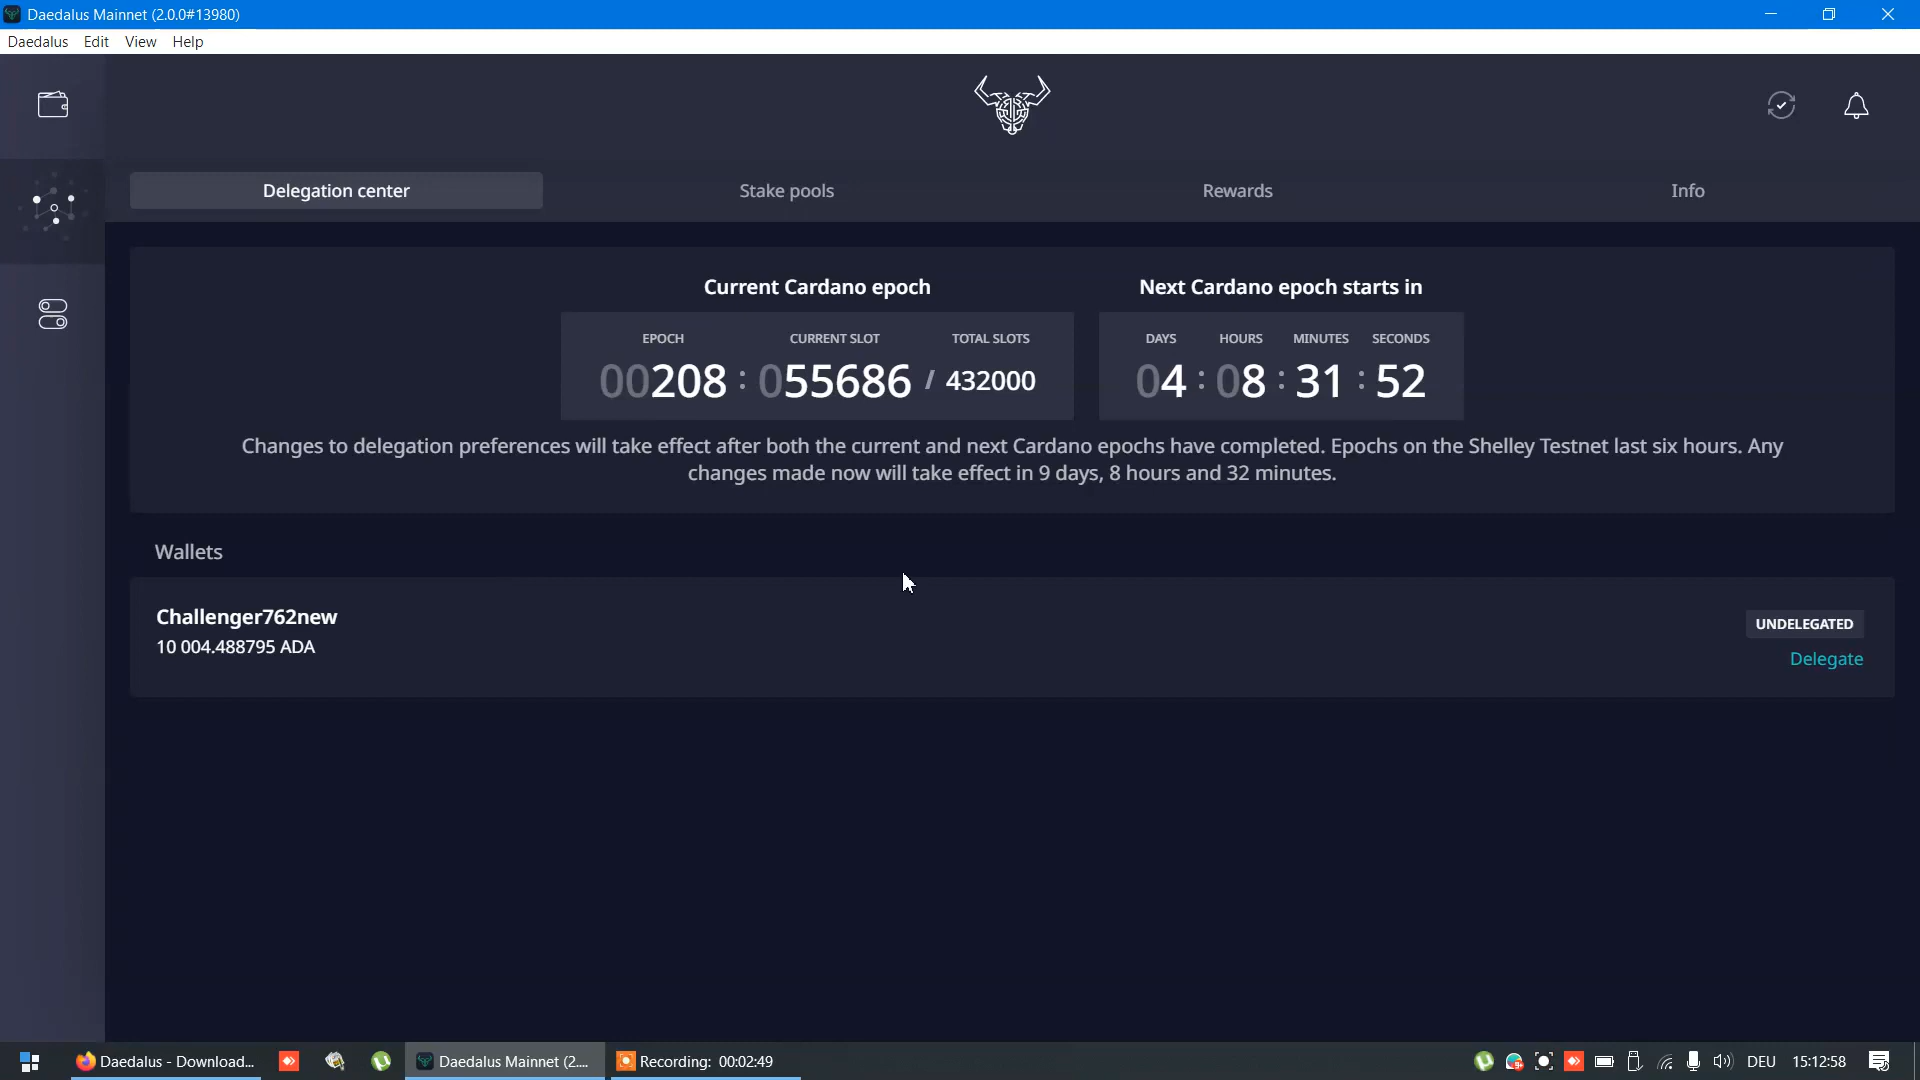 Daedalus Mainnet (2.0.0#13980)
Daedalus Edit View Help
Delegation center Stake pools Rewards Info
Current Cardano epoch Next Cardano epoch starts in
EPOCH CURRENT SLOT TOTAL SLOTS DAYS HOURS MINUTES SECONDS
00208 : 055686 / 432000 04 : 08 : 31 : 52
Changes to delegation preferences will take effect after both the current and next Cardano epochs have completed. Epochs on the Shelley Testnet last six hours. Any
changes made now will take effect in 9 days, 8 hours and 32 minutes.
Wallets
Challenger762new
10 004.488795 ADA
UNDELEGATED
Delegate
Daedalus - Download... Daedalus Mainnet (2.... Recording: 00:02:49 DEU 15:12:58